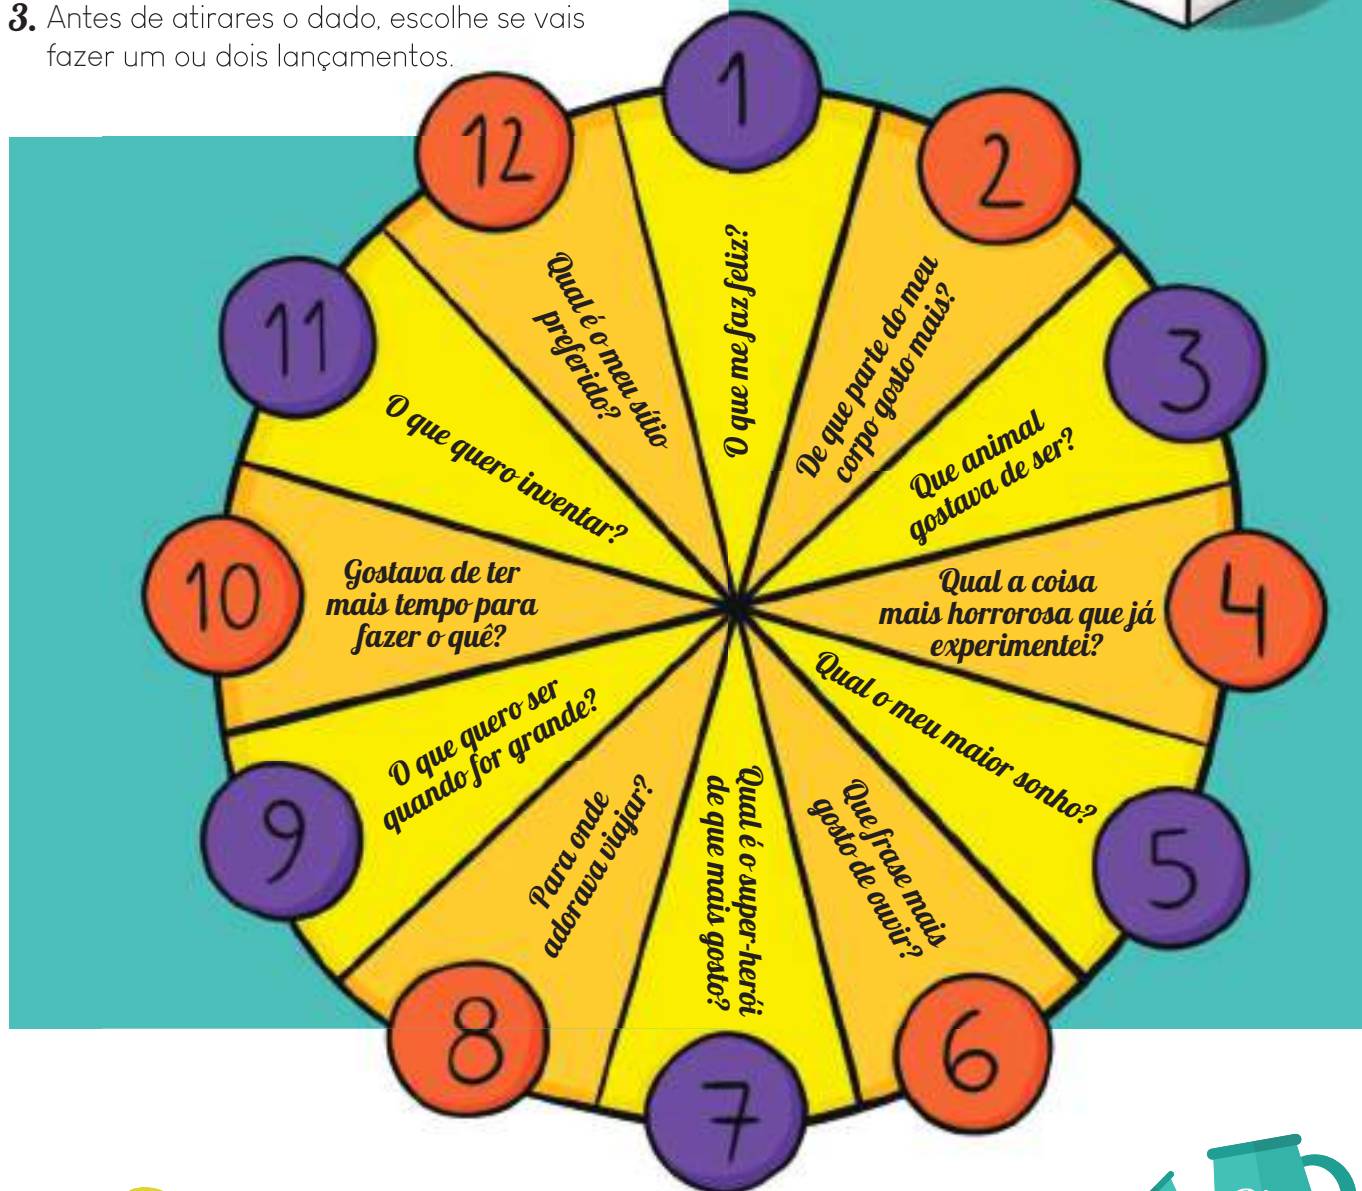 3. Antes de atirares o dado, escolhe se vais
fazer um ou dois lançamentos.
1
O que me faz feliz?
2
De que parte do meu
corpo gosto mais?
3
Que animal
gostava de ser?
4
Qual a coisa
mais horrorosa que já
experimentei?
5
Qual o meu maior sonho?
6
Que frase mais
gosto de ouvir?
7
Qual é o super-herói
de que mais gosto?
8
Para onde
adorava viajar?
9
O que quero ser
quando for grande?
10
Gostava de ter
mais tempo para
fazer o quê?
11
O que quero inventar?
12
Qual é o meu sítio
preferido?